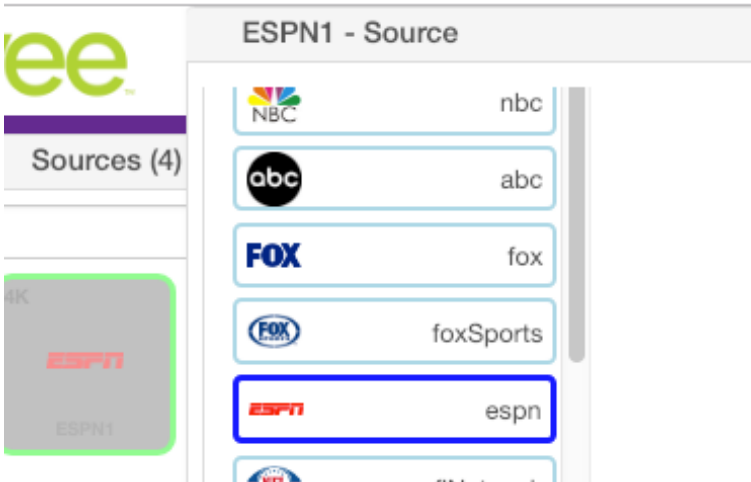 ESPN1 - Source
ee
Sources (4)
4K
ESPN
ESPN1
NBC
nbc
abc
abc
FOX
fox
FOX
foxSports
ESPN
espn